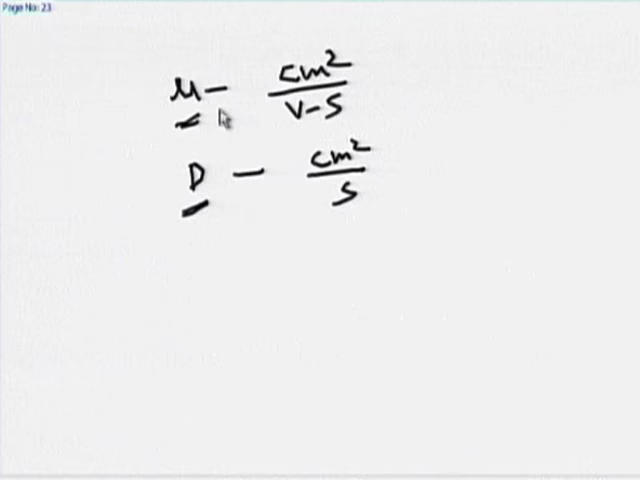 Page No: 23
μ – cm²/V–S
D – cm²/S